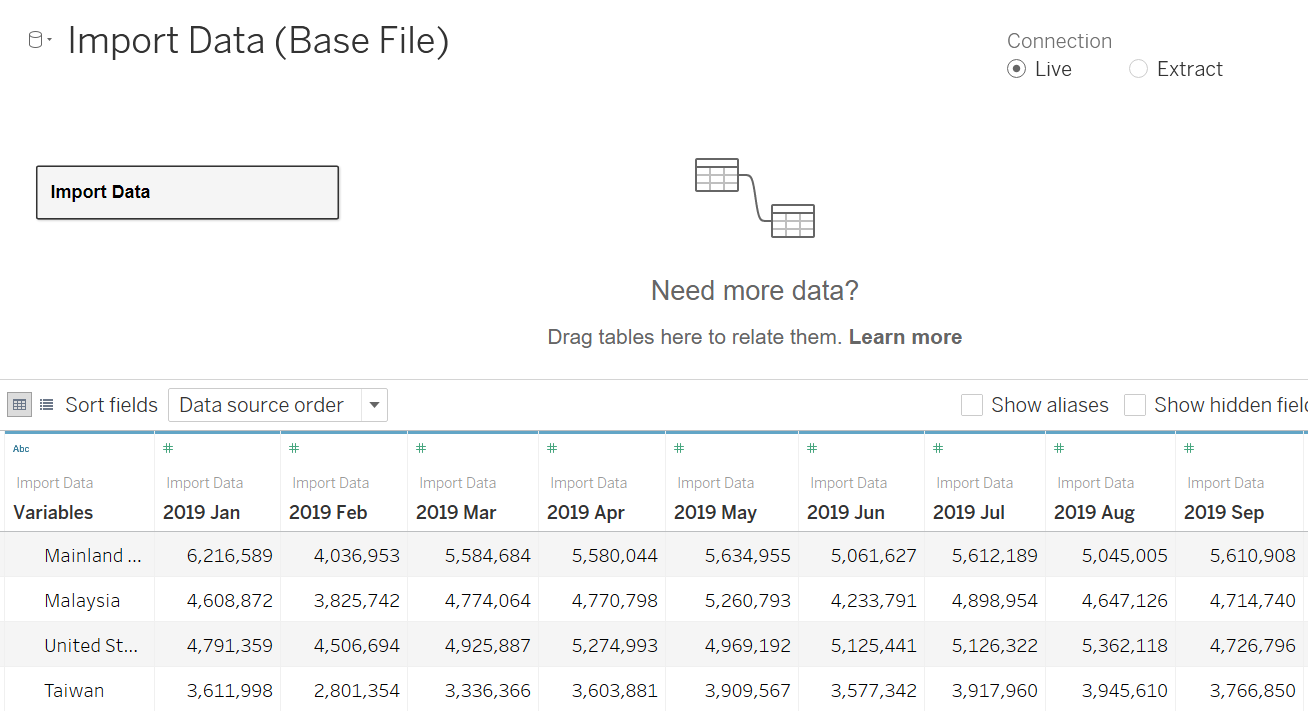 Import Data (Base File)
Connection
Live Extract
Import Data
Need more data?
Drag tables here to relate them. Learn more
Sort fields Data source order Show aliases Show hidden fiel
Abc # # # # # # # # #
Import Data Import Data Import Data Import Data Import Data Import Data Import Data Import Data Import Data Import Data
Variables 2019 Jan 2019 Feb 2019 Mar 2019 Apr 2019 May 2019 Jun 2019 Jul 2019 Aug 2019 Sep
Mainland ... 6,216,589 4,036,953 5,584,684 5,580,044 5,634,955 5,061,627 5,612,189 5,045,005 5,610,908
Malaysia 4,608,872 3,825,742 4,774,064 4,770,798 5,260,793 4,233,791 4,898,954 4,647,126 4,714,740
United St... 4,791,359 4,506,694 4,925,887 5,274,993 4,969,192 5,125,441 5,126,322 5,362,118 4,726,796
Taiwan 3,611,998 2,801,354 3,336,366 3,603,881 3,909,567 3,577,342 3,917,960 3,945,610 3,766,850